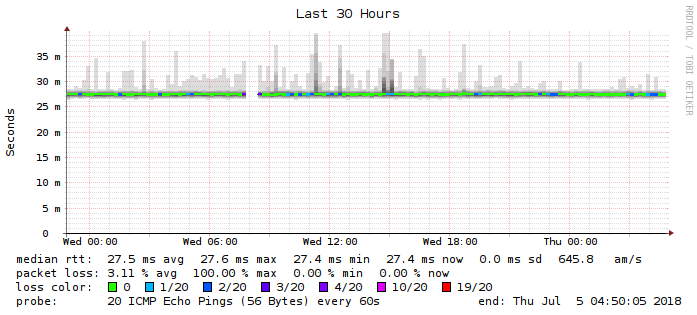 Last 30 Hours
RRDTOOL / TOBI OETIKER
Seconds
35 m
30 m
25 m
20 m
15 m
10 m
5 m
0
Wed 00:00 Wed 06:00 Wed 12:00 Wed 18:00 Thu 00:00
median rtt: 27.5 ms avg 27.6 ms max 27.4 ms min 27.4 ms now 0.0 ms sd 645.8 am/s
packet loss: 3.11 % avg 100.00 % max 0.00 % min 0.00 % now
loss color: 0 1/20 2/20 3/20 4/20 10/20 19/20
probe: 20 ICMP Echo Pings (56 Bytes) every 60s end: Thu Jul 5 04:50:05 2018